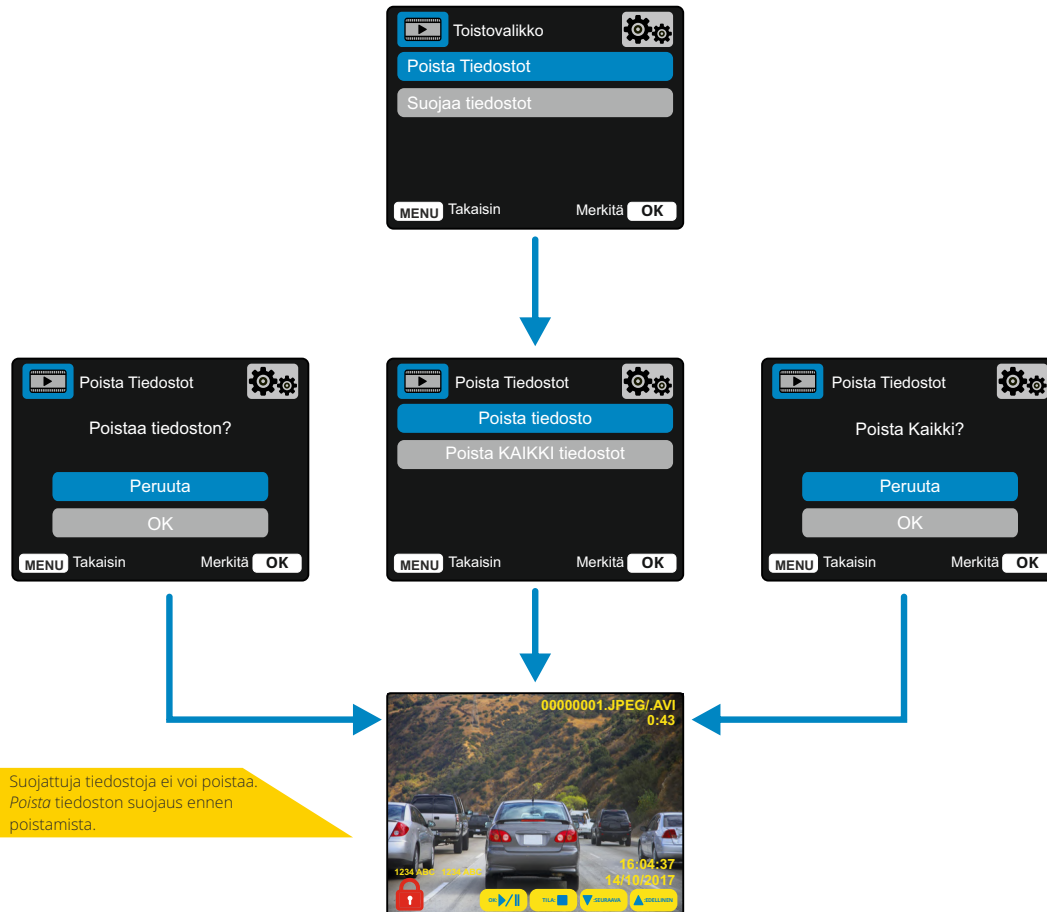 Toistovalikko
Poista Tiedostot
Suojaa tiedostot
MENU Takaisin Merkitä OK
Poista Tiedostot
Poistaa tiedoston?
Peruuta
OK
MENU Takaisin Merkitä OK
Poista Tiedostot
Poista tiedosto
Poista KAIKKI tiedostot
MENU Takaisin Merkitä OK
Poista Tiedostot
Poista Kaikki?
Peruuta
OK
MENU Takaisin Merkitä OK
00000001.JPEG/.AVI
0:43
Suojattuja tiedostoja ei voi poistaa.
Poista tiedoston suojaus ennen
poistamista.
16:04:37
1234 ABC 1234 ABC
14/10/2017
OK: TILA: :SEURAAVA :EDELLINEN